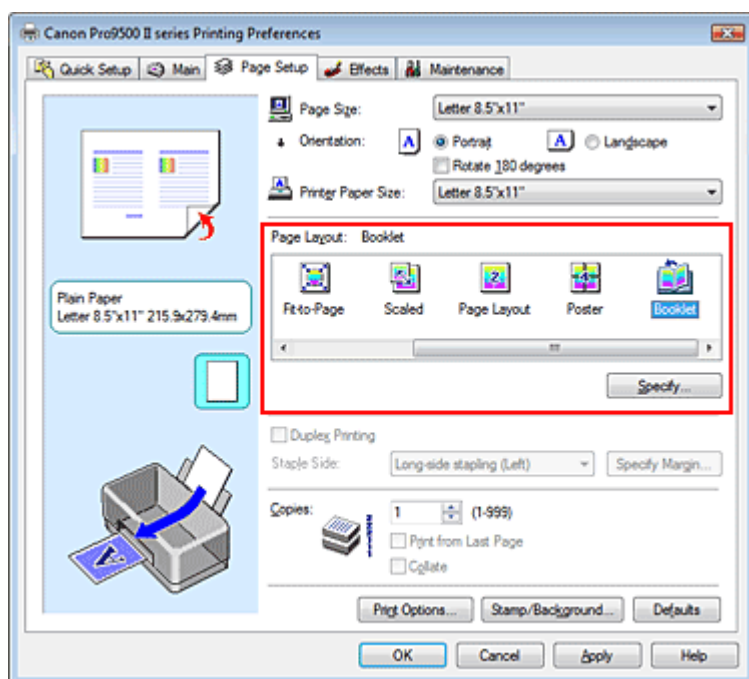 Canon Pro9500 II series Printing Preferences
Quick Setup Main Page Setup Effects Maintenance
Page Size: Letter 8.5"x11"
Orientation: A Portrait A Landscape
Rotate 180 degrees
Printer Paper Size: Letter 8.5"x11"
Page Layout: Booklet
Fit-to-Page Scaled Page Layout Poster Booklet
Specify...
Plain Paper
Letter 8.5"x11" 215.9x279.4mm
Duplex Printing
Staple Side: Long-side stapling (Left) Specify Margin...
Copies: 1 (1-999)
Print from Last Page
Collate
Print Options... Stamp/Background... Defaults
OK Cancel Apply Help